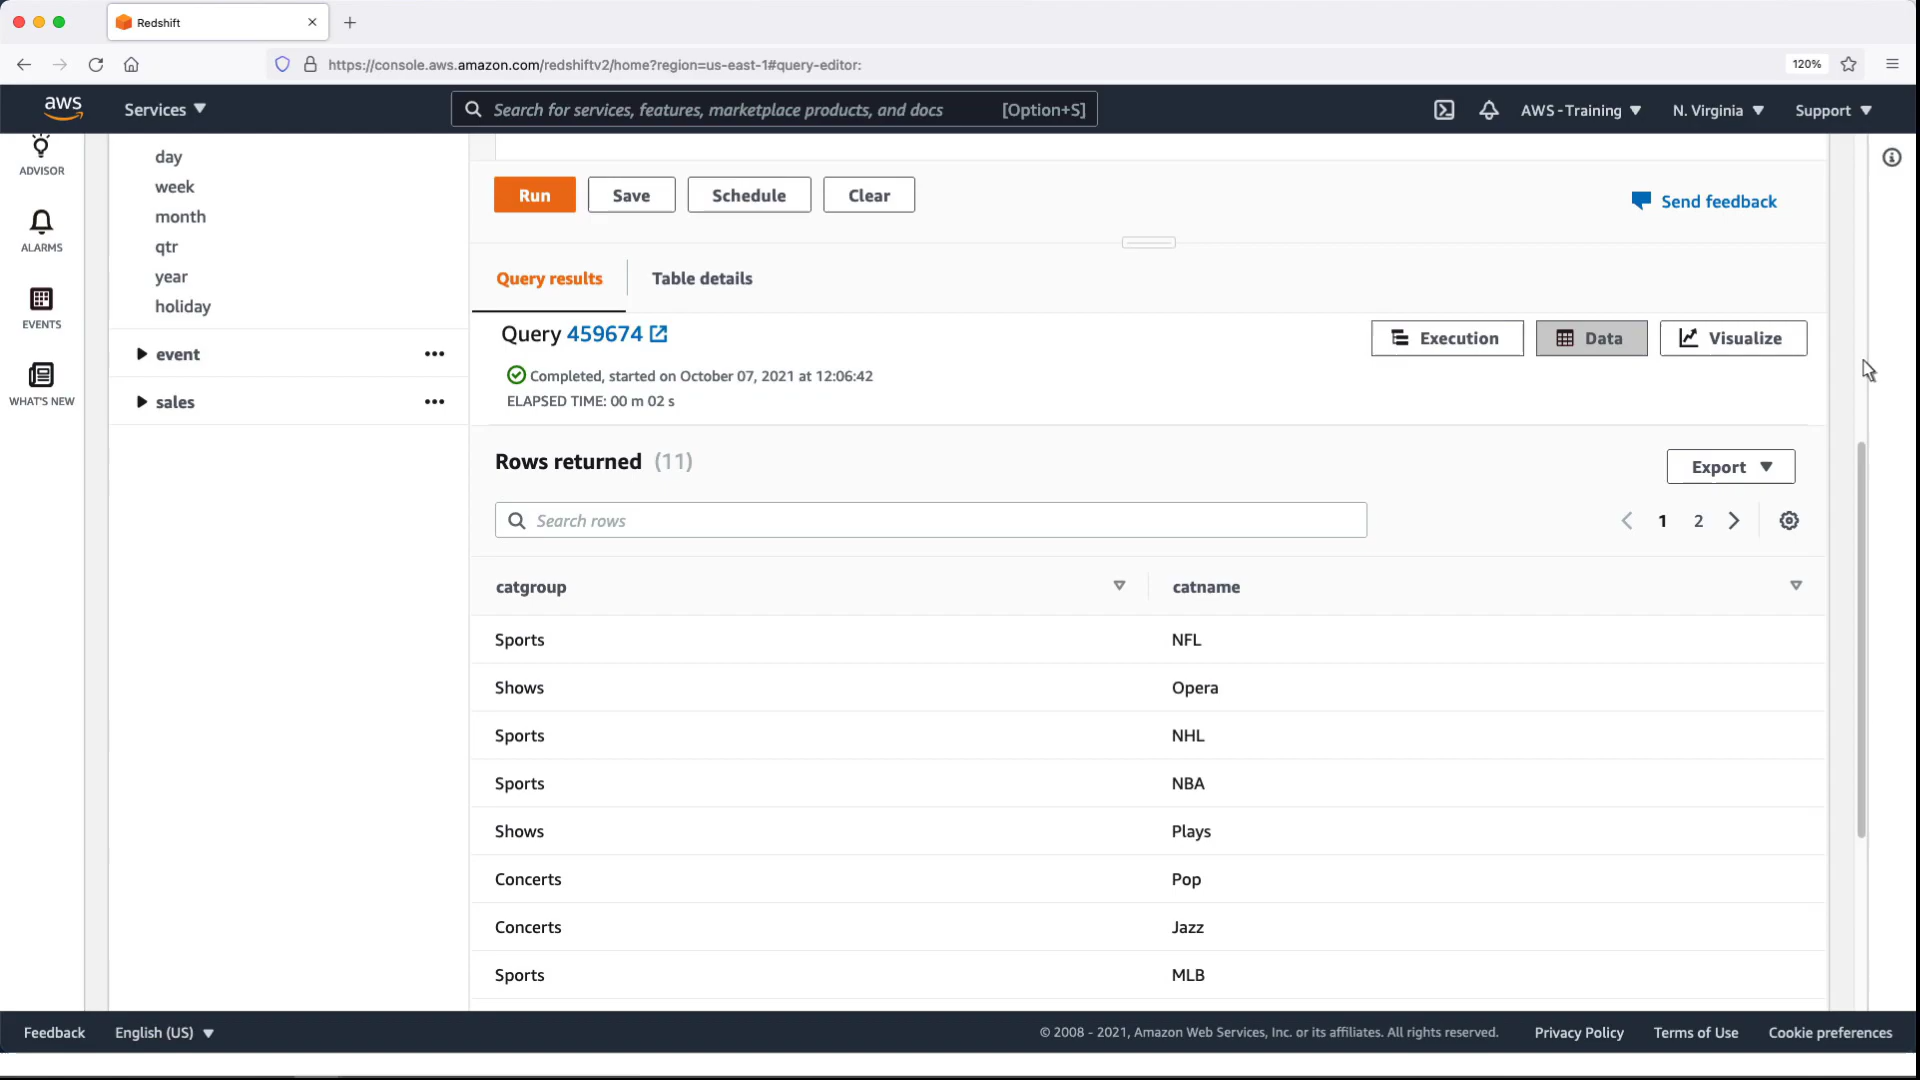 Redshift
https://console.aws.amazon.com/redshiftv2/home?region=us-east-1#query-editor:
120%
aws
Services
Search for services, features, marketplace products, and docs [Option+S]
AWS-Training
N. Virginia
Support
ADVISOR
ALARMS
EVENTS
WHAT'S NEW
day
week
month
qtr
year
holiday
event
sales
Run
Save
Schedule
Clear
Send feedback
Query results
Table details
Query 459674
Execution
Data
Visualize
Completed, started on October 07, 2021 at 12:06:42
ELAPSED TIME: 00 m 02 s
Rows returned (11)
Export
Search rows
1 2
catgroup catname
Sports NFL
Shows Opera
Sports NHL
Sports NBA
Shows Plays
Concerts Pop
Concerts Jazz
Sports MLB
Feedback
English (US)
© 2008 - 2021, Amazon Web Services, Inc. or its affiliates. All rights reserved.
Privacy Policy
Terms of Use
Cookie preferences